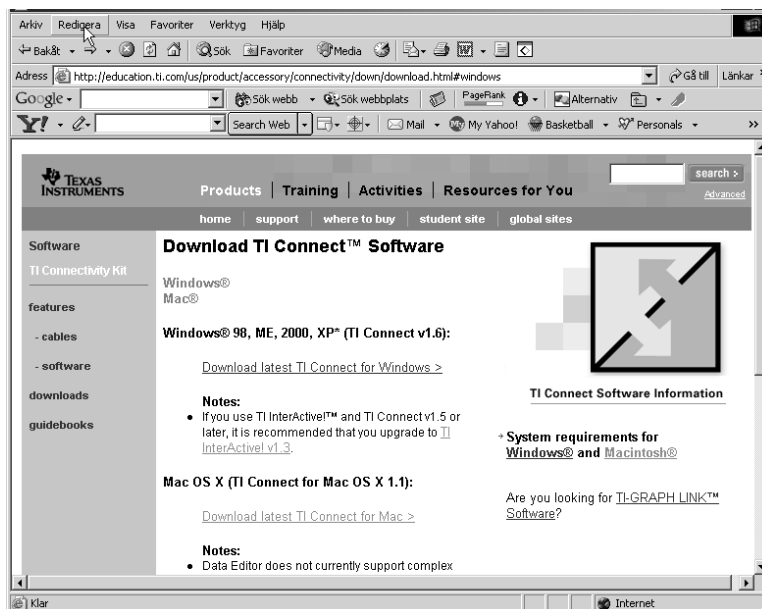 Arkiv Redigera Visa Favoriter Verktyg Hjälp
Bakåt Sök Favoriter Media
Adress http://education.ti.com/us/product/accessory/connectivity/down/download.html#windows Gå till Länkar
Google Sök webb Sök webbplats PageRank Alternativ
Y! Search Web Mail My Yahoo! Basketball Personals
TEXAS INSTRUMENTS
Products | Training | Activities | Resources for You
search >
Advanced
home | support | where to buy | student site | global sites
Software
TI Connectivity Kit
features
- cables
- software
downloads
guidebooks
Download TI Connect™ Software
Windows®
Mac®
Windows® 98, ME, 2000, XP* (TI Connect v1.6):
Download latest TI Connect for Windows >
Notes:
• If you use TI InterActive!™ and TI Connect v1.5 or
later, it is recommended that you upgrade to TI
InterActive! v1.3.
Mac OS X (TI Connect for Mac OS X 1.1):
Download latest TI Connect for Mac >
Notes:
• Data Editor does not currently support complex
TI Connect Software Information
System requirements for
Windows® and Macintosh®
Are you looking for TI-GRAPH LINK™
Software?
Klar Internet